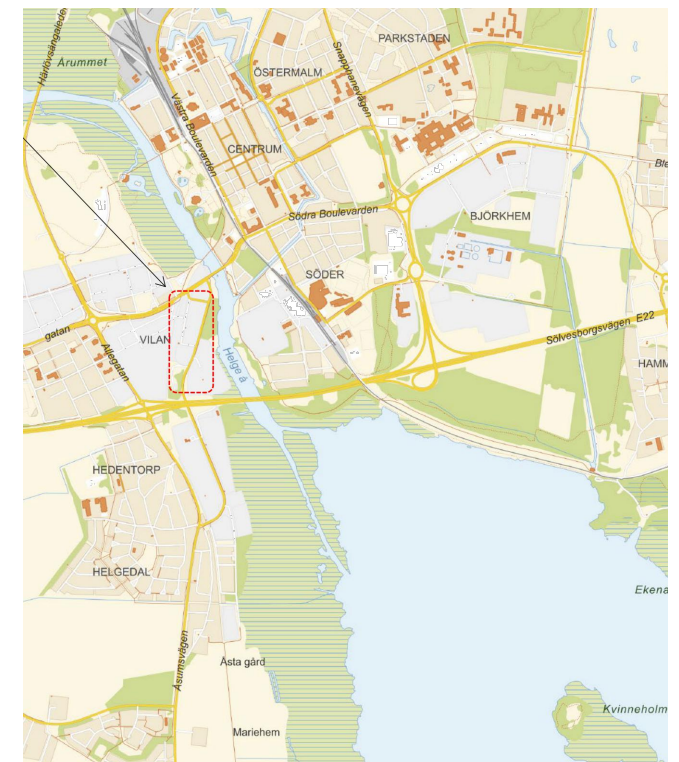 Härlövsängaleden
Årummet
PARKSTADEN
Snapphanevägen
ÖSTERMALM
Västra Boulevarden
CENTRUM
Ble
Södra Boulevarden
BJÖRKHEM
SÖDER
gatan
VILAN
Allégatan
Helge å
Sölvesborgsvägen E22
HAMM
HEDENTORP
HELGEDAL
Ekena
Åsumsvägen
Åsta gård
Kvinneholm
Mariehem